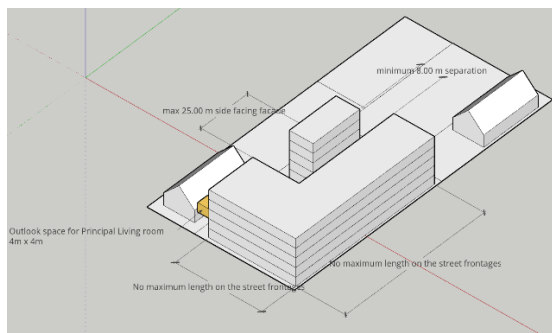 minimum 8.00 m separation
max 25.00 m side facing facade
Outlook space for Principal Living room
4m x 4m
No maximum length on the street frontages
No maximum length on the street frontages